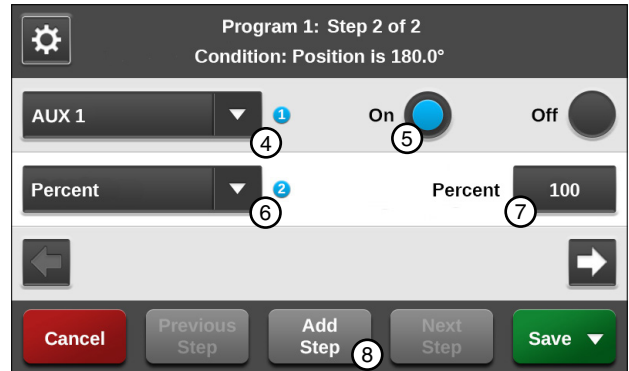 Program 1: Step 2 of 2
Condition: Position is 180.0°
AUX 1 1 On Off
4 5
Percent 2 Percent 100
6 7
Cancel Previous Step Add Step Next Step Save
8